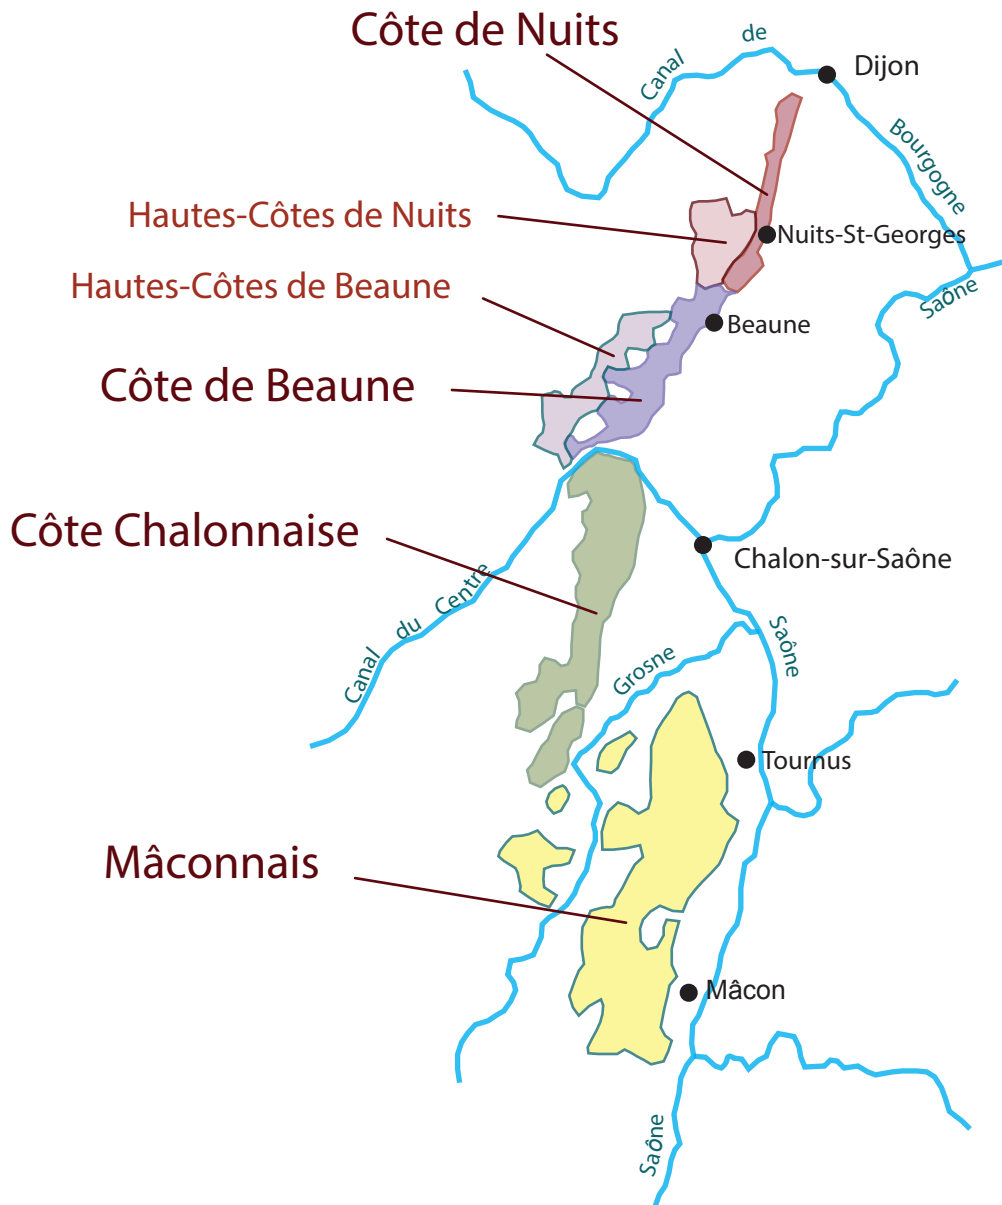 Côte de Nuits
Canal
de
Bourgogne
Dijon
Hautes-Côtes de Nuits
Nuits-St-Georges
Hautes-Côtes de Beaune
Saône
Beaune
Côte de Beaune
Côte Chalonnaise
Chalon-sur-Saône
Canal
du
Centre
Grosne
Saône
Tournus
Mâconnais
Mâcon
Saône